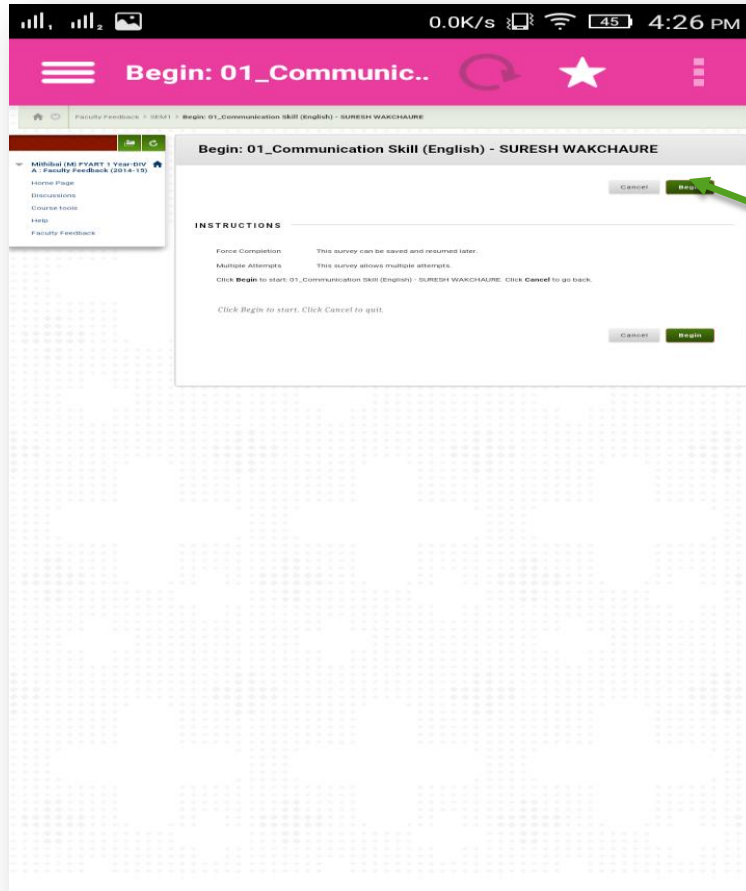 0.0K/s 45 4:26 PM
Begin: 01_Communic..
Faculty Feedback > SEM1 > Begin: 01_Communication Skill (English) - SURESH WAKCHAURE
Mithibai (M) FYART 1 Year-DIV
A : Faculty Feedback (2014-15)
Home Page
Discussions
Course tools
Help
Faculty Feedback
Begin: 01_Communication Skill (English) - SURESH WAKCHAURE
Cancel Begin
INSTRUCTIONS
Force Completion This survey can be saved and resumed later.
Multiple Attempts This survey allows multiple attempts.
Click Begin to start: 01_Communication Skill (English) - SURESH WAKCHAURE. Click Cancel to go back.
Click Begin to start. Click Cancel to quit.
Cancel Begin